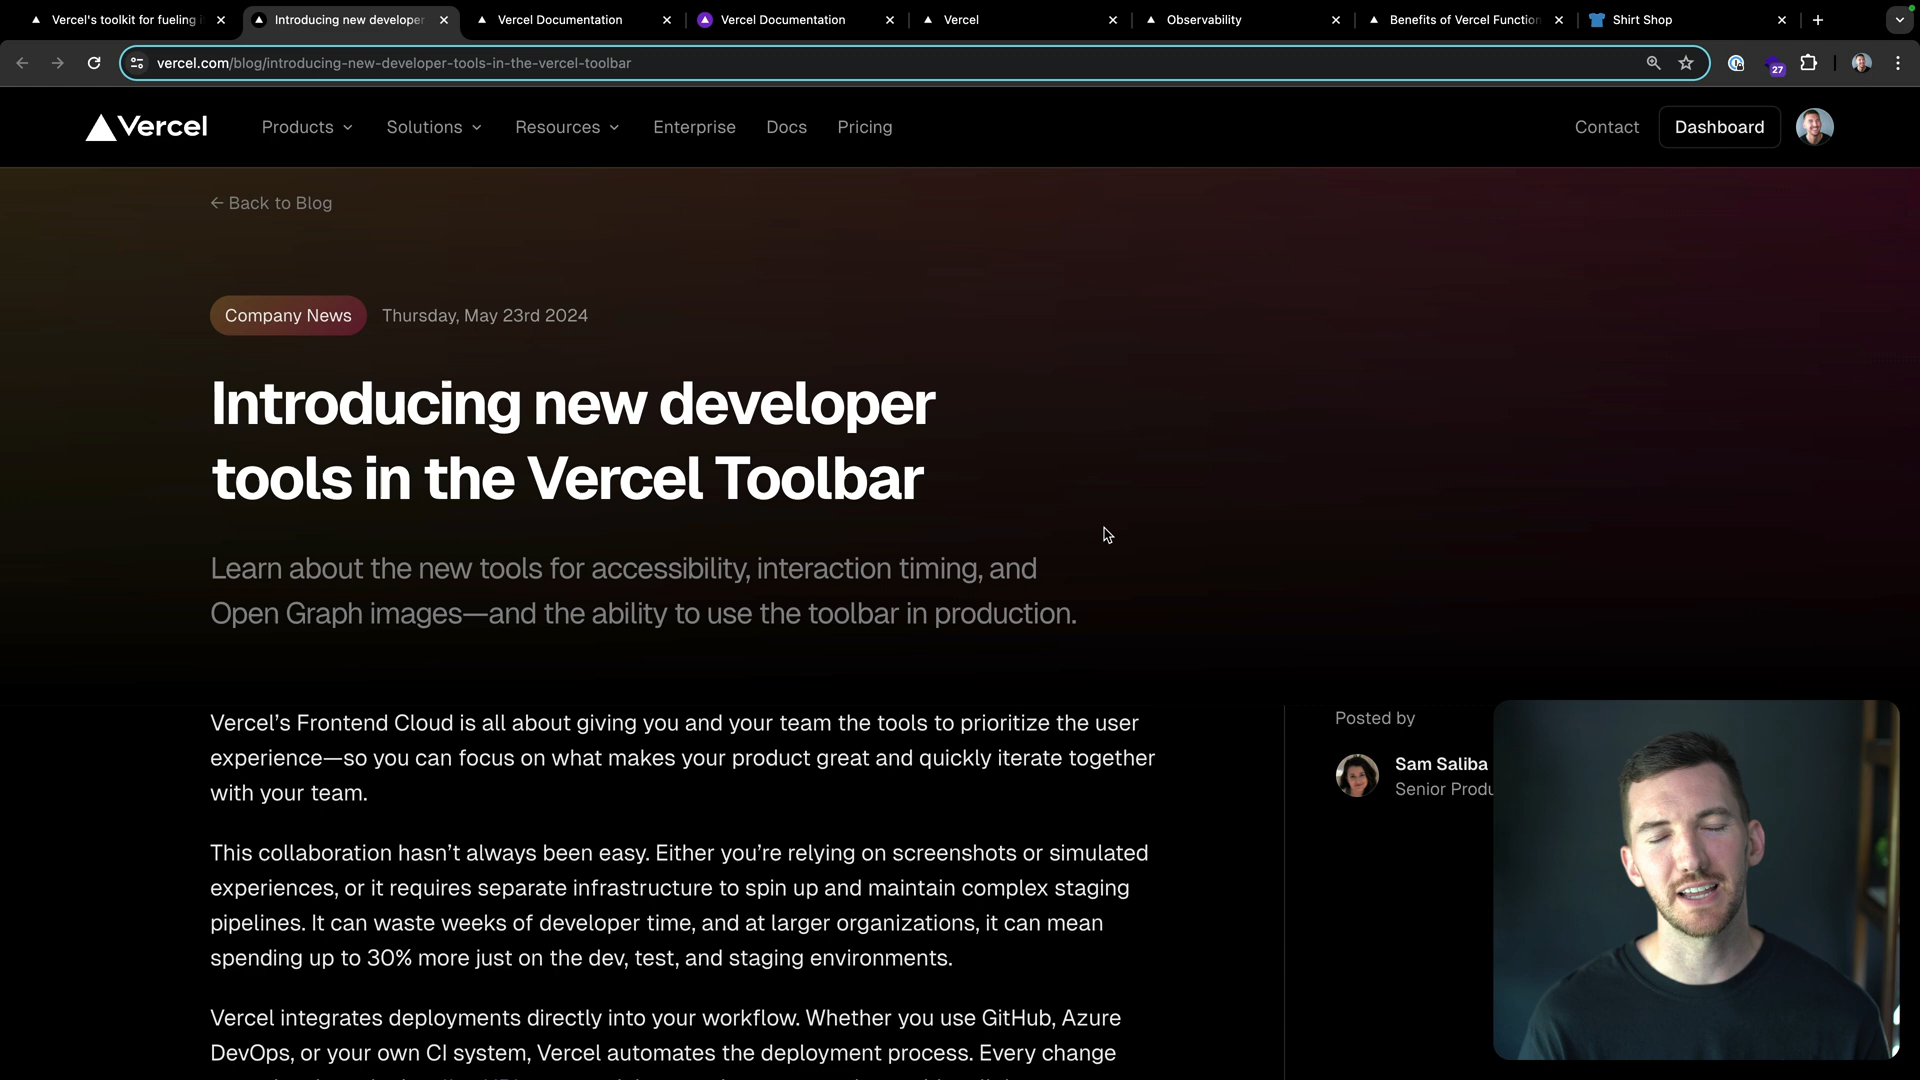 Vercel's toolkit for fueling
Introducing new developer
Vercel Documentation
Vercel Documentation
Vercel
Observability
Benefits of Vercel Function
Shirt Shop
vercel.com/blog/introducing-new-developer-tools-in-the-vercel-toolbar
27
Vercel
Products
Solutions
Resources
Enterprise
Docs
Pricing
Contact
Dashboard
← Back to Blog
Company News
Thursday, May 23rd 2024
Introducing new developer
tools in the Vercel Toolbar
Learn about the new tools for accessibility, interaction timing, and
Open Graph images—and the ability to use the toolbar in production.
Vercel’s Frontend Cloud is all about giving you and your team the tools to prioritize the user
experience—so you can focus on what makes your product great and quickly iterate together
with your team.
This collaboration hasn’t always been easy. Either you’re relying on screenshots or simulated
experiences, or it requires separate infrastructure to spin up and maintain complex staging
pipelines. It can waste weeks of developer time, and at larger organizations, it can mean
spending up to 30% more just on the dev, test, and staging environments.
Vercel integrates deployments directly into your workflow. Whether you use GitHub, Azure
DevOps, or your own CI system, Vercel automates the deployment process. Every change
Posted by
Sam Saliba
Senior Produ